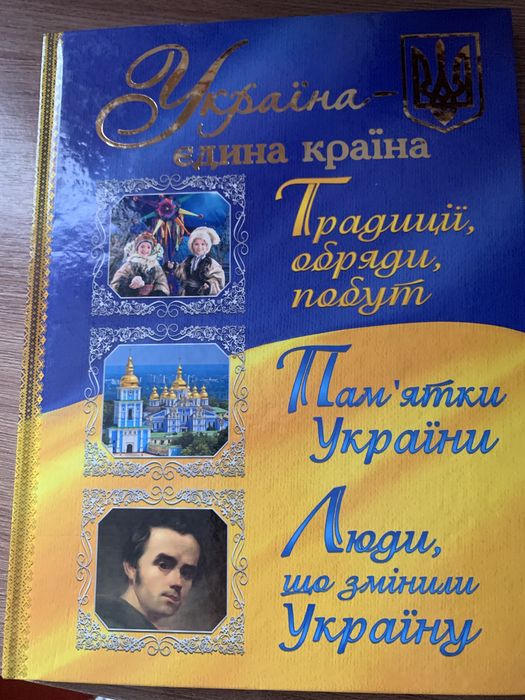 Україна -
єдина країна
Традиції,
обряди,
побут
Пам'ятки
України
Люди,
що змінили
Україну